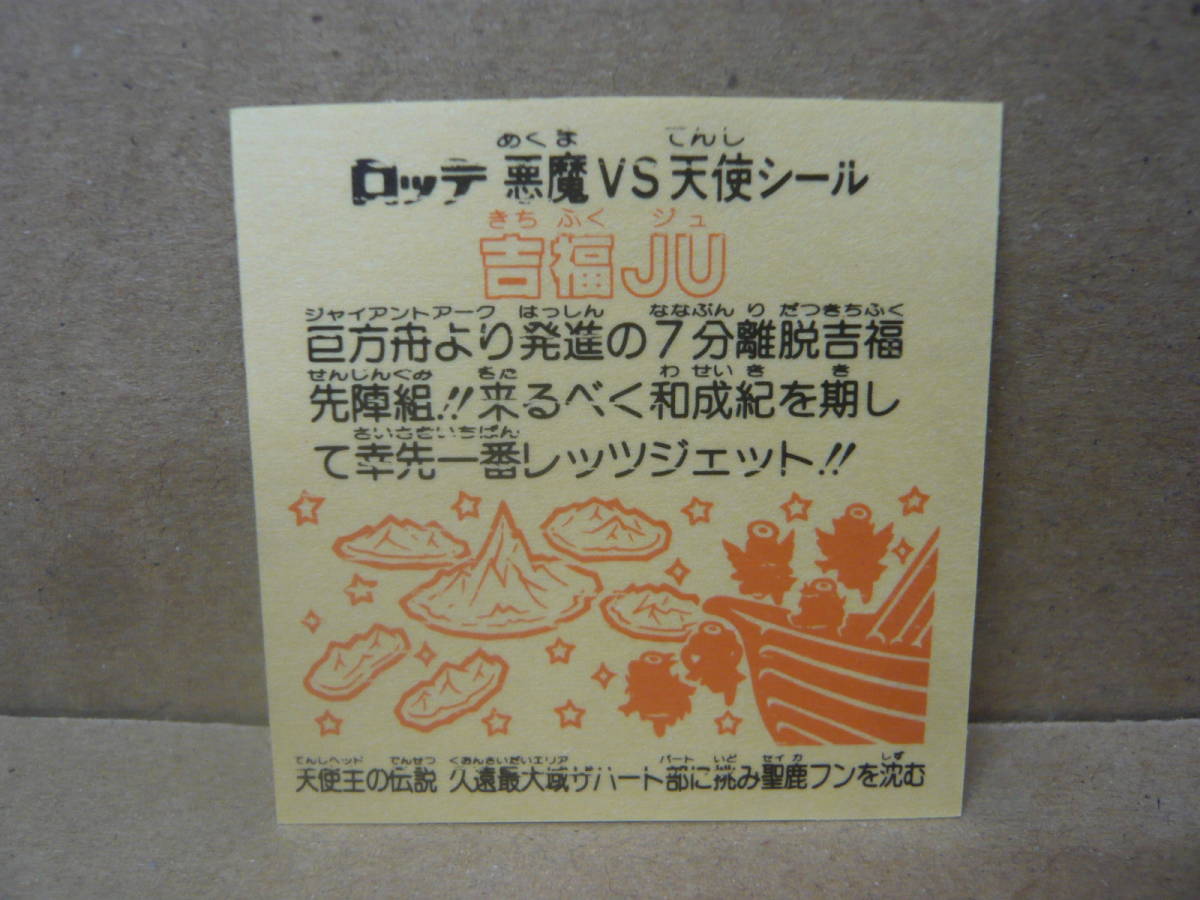 めくま てんし
ロッテ 悪魔VS天使シール
きち ふく ジュ
吉福JU
ジャイアントアーク はっしん ななぶん り だつきちふく
巨方舟より発進の7分離脱吉福
せんじんぐみ きた わ せい き き
先陣組!!来るべく和成紀を期し
さいさきいちばん
て幸先一番レッツジェット!!
てんしヘッド でんせつ くおんさいだいエリア パート いど セイカ しず
天使王の伝説 久遠最大域ザハート部に挑み聖鹿フンを沈む